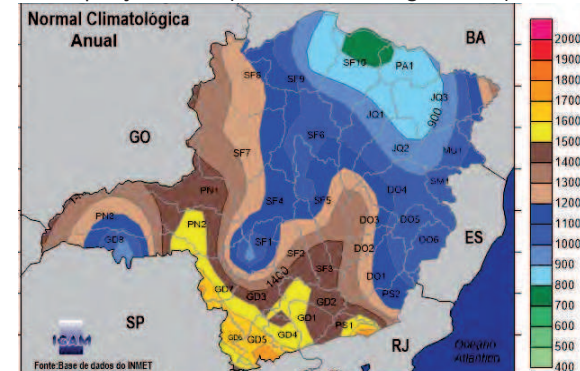 Normal Climatológica
Anual
BA
GO
ES
SP
RJ
Oceano
Atlântico
SF8
SF9
SF10
PA1
JQ3
900
JQ1
JQ2
MU1
SF6
SF7
SM1
PN1
DO4
SF4
SF5
DO5
DO3
PN2
SF1
SF2
DO2
DO6
SF3
1400
DO1
GD7
GD3
GD2
PS2
GD1
PS1
GD6
GD5
GD4
GD8
IGAM
Fonte:Base de dados do INMET
2000
1900
1800
1700
1600
1500
1400
1300
1200
1100
1000
900
800
700
600
500
400